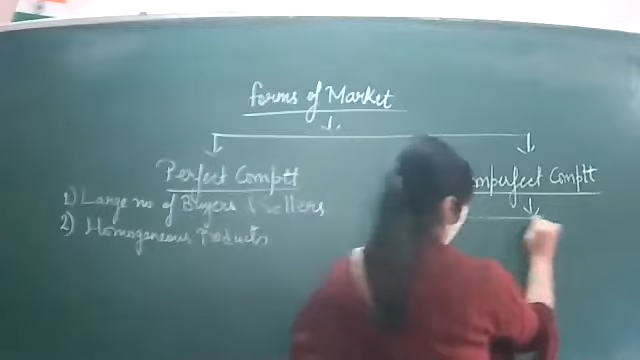 forms of Market
Perfect Comptt
mperfect Comptt
1) Large no of Buyers & Sellers
2) Homogeneous Products